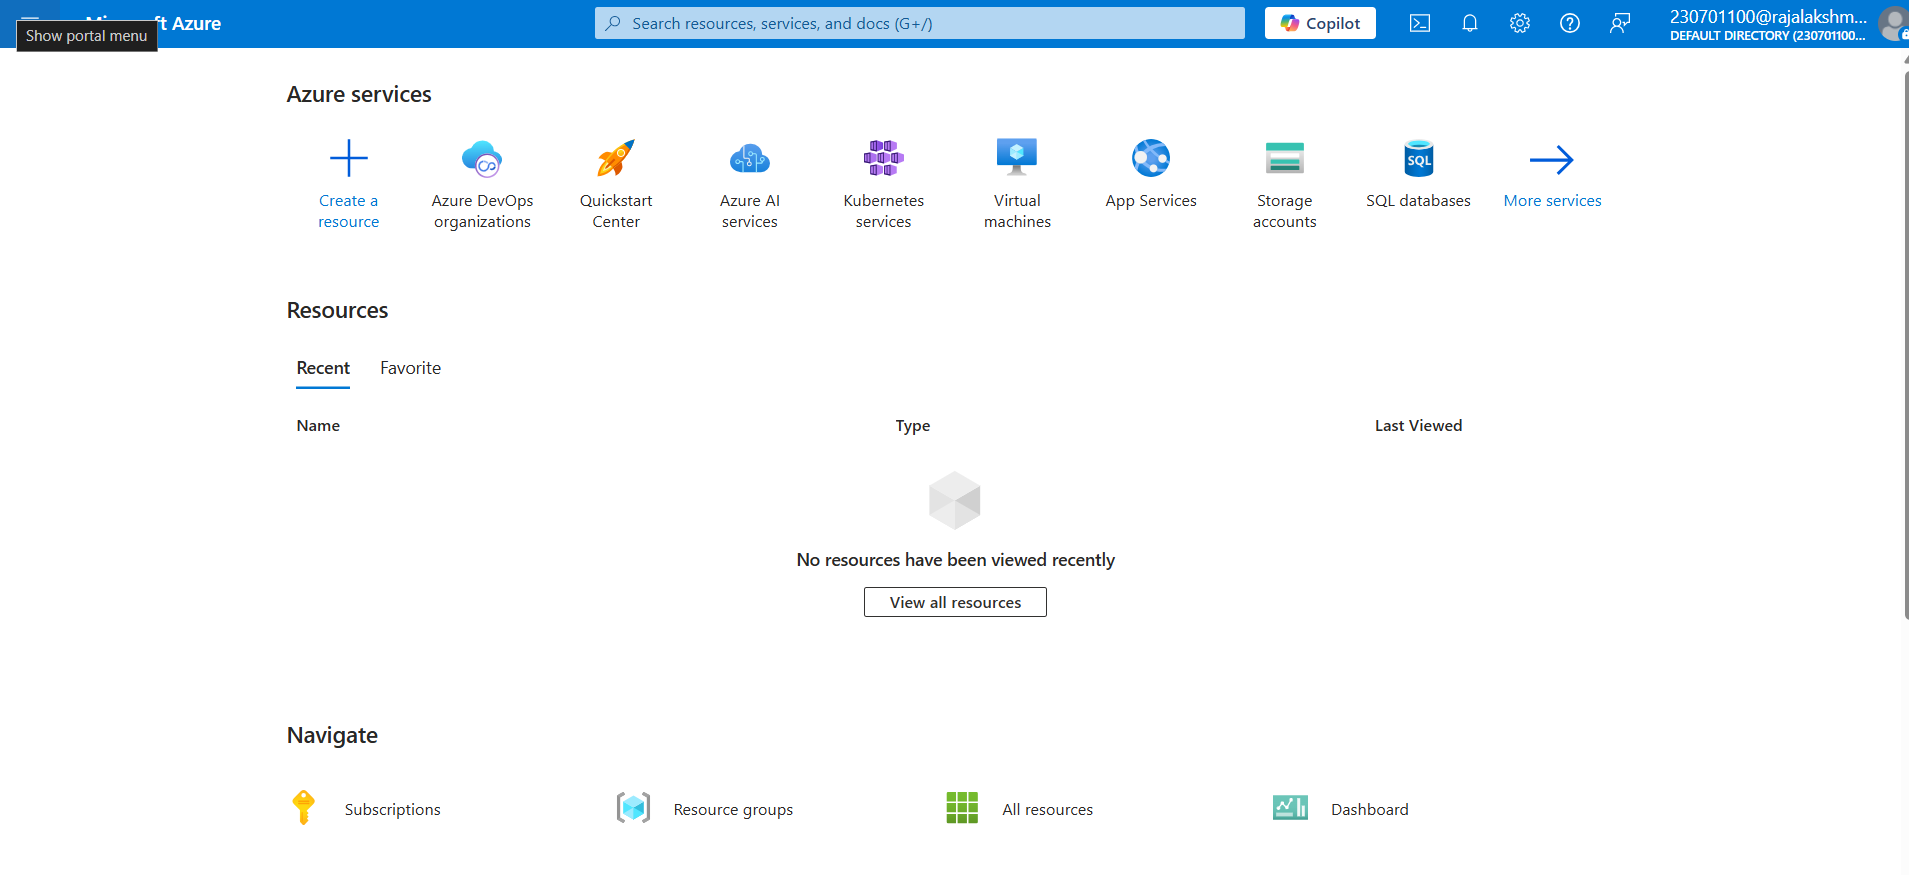 Show portal menu
t Azure
Search resources, services, and docs (G+/)
Copilot
230701100@rajalakshm...
DEFAULT DIRECTORY (230701100...
Azure services
Create a
resource
Azure DevOps
organizations
Quickstart
Center
Azure AI
services
Kubernetes
services
Virtual
machines
App Services
Storage
accounts
SQL
SQL databases
More services
Resources
Recent
Favorite
Name
Type
Last Viewed
No resources have been viewed recently
View all resources
Navigate
Subscriptions
Resource groups
All resources
Dashboard